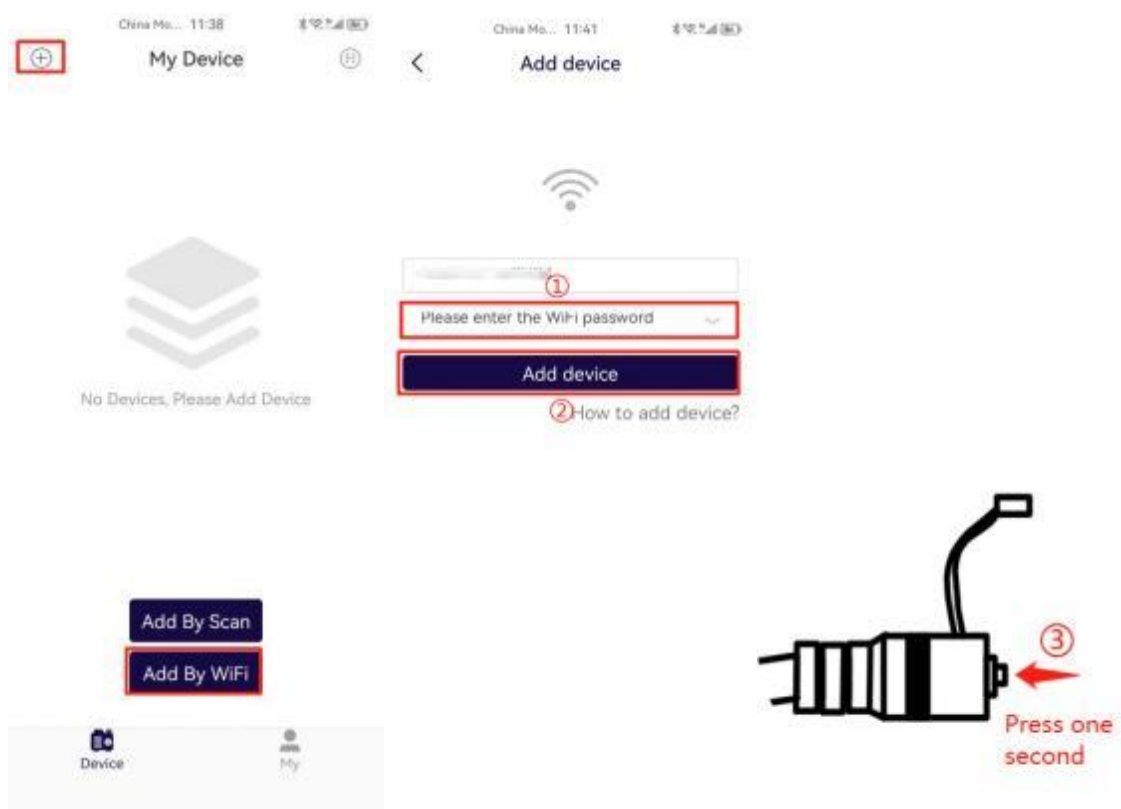 China Mo... 11:38
My Device
H
No Devices, Please Add Device
Add By Scan
Add By WiFi
Device
My
China Mo... 11:41
Add device
①
Please enter the WiFi password
Add device
②How to add device?
③
Press one
second